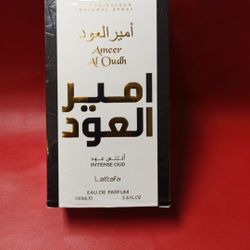 NATURAL SPRAY
أمير العود
Ameer
Al Oudh
امير
العود
INTENSE OUD
Lattafa
EAU DE PARFUM
100ML℮ 3.4FL.OZ